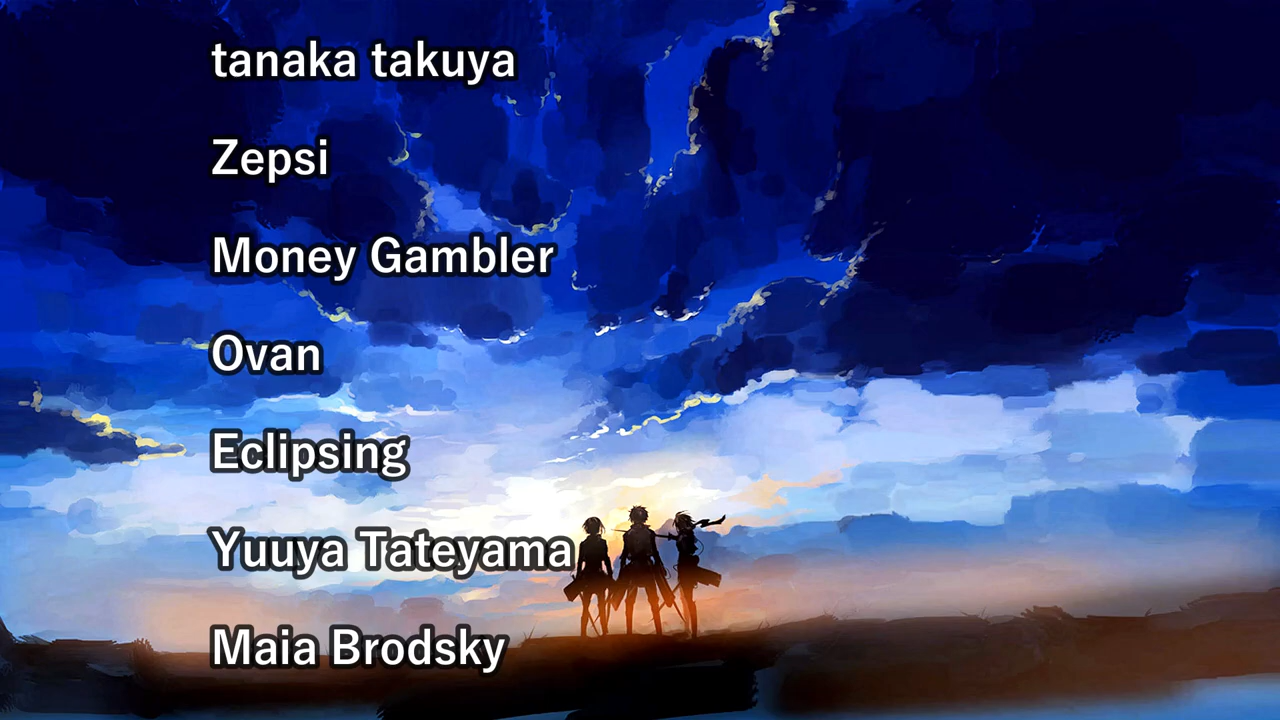 tanaka takuya
Zepsi
Money Gambler
Ovan
Eclipsing
Yuuya Tateyama
Maia Brodsky